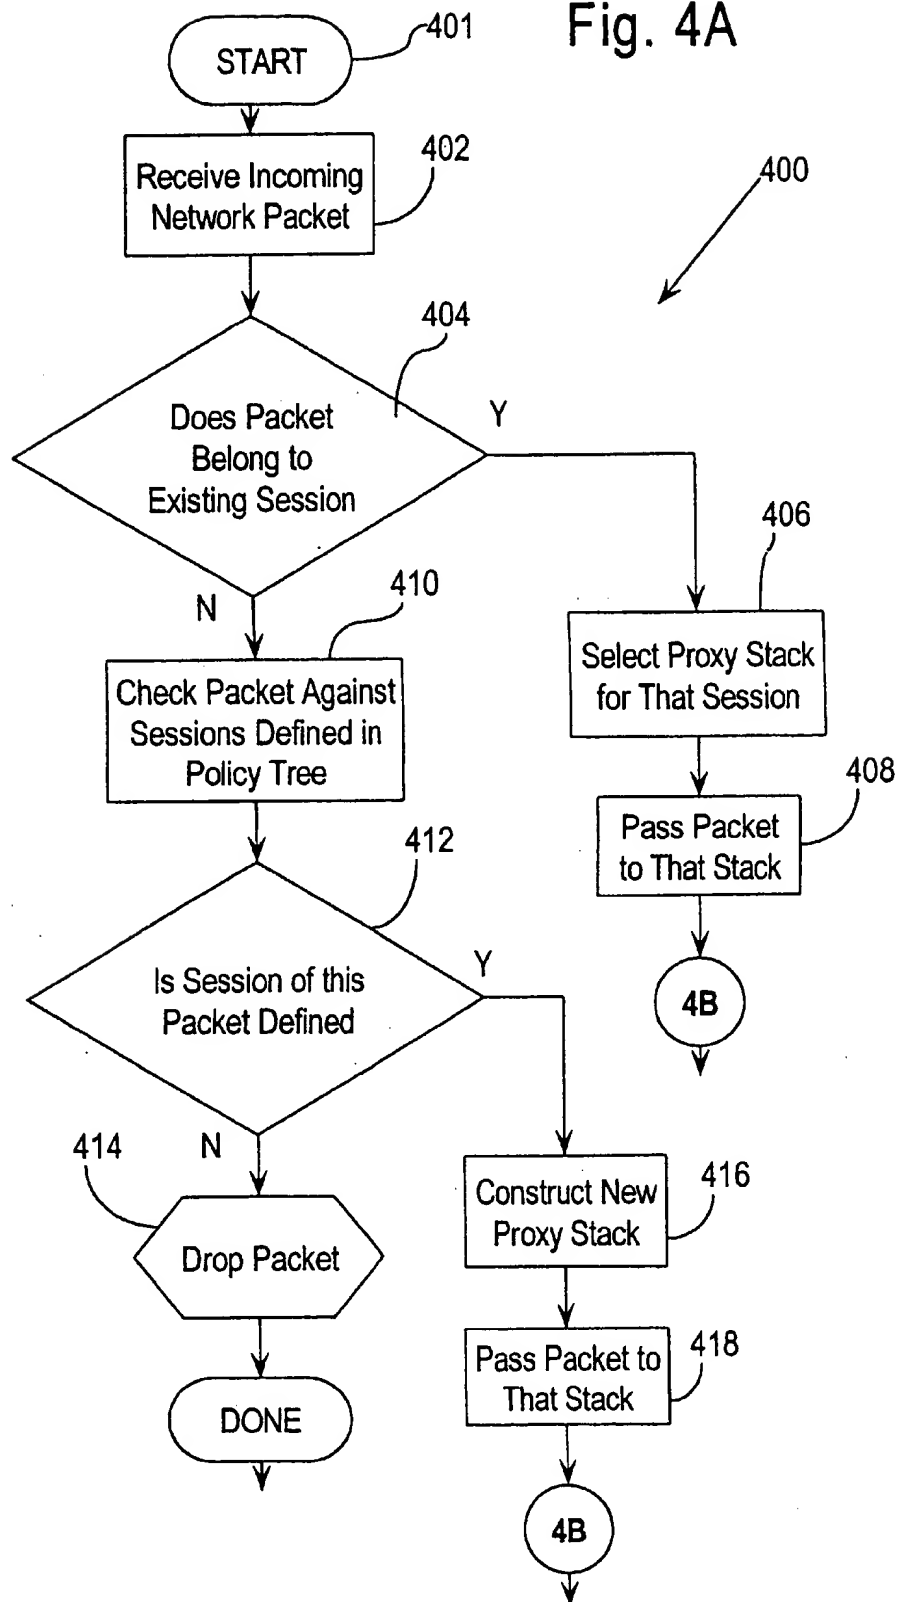 Fig. 4A
START
401
Receive Incoming
Network Packet
402
400
Does Packet
Belong to
Existing Session
404
Y
N
406
Select Proxy Stack
for That Session
410
Check Packet Against
Sessions Defined in
Policy Tree
408
Pass Packet
to That Stack
4B
412
Is Session of this
Packet Defined
Y
N
414
Drop Packet
DONE
Construct New
Proxy Stack
416
Pass Packet to
That Stack
418
4B